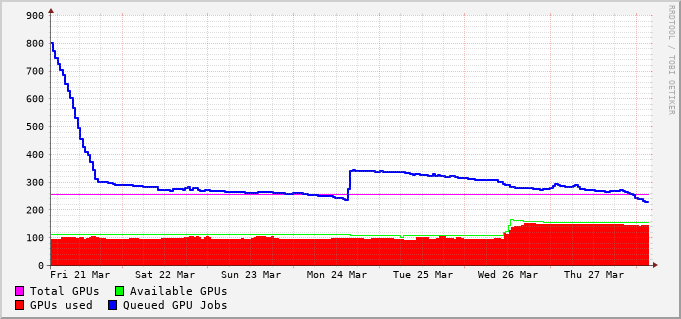 900
800
700
600
500
400
300
200
100
0
Fri 21 Mar Sat 22 Mar Sun 23 Mar Mon 24 Mar Tue 25 Mar Wed 26 Mar Thu 27 Mar
Total GPUs Available GPUs
GPUs used Queued GPU Jobs
RRDTOOL / TOBI OETIKER